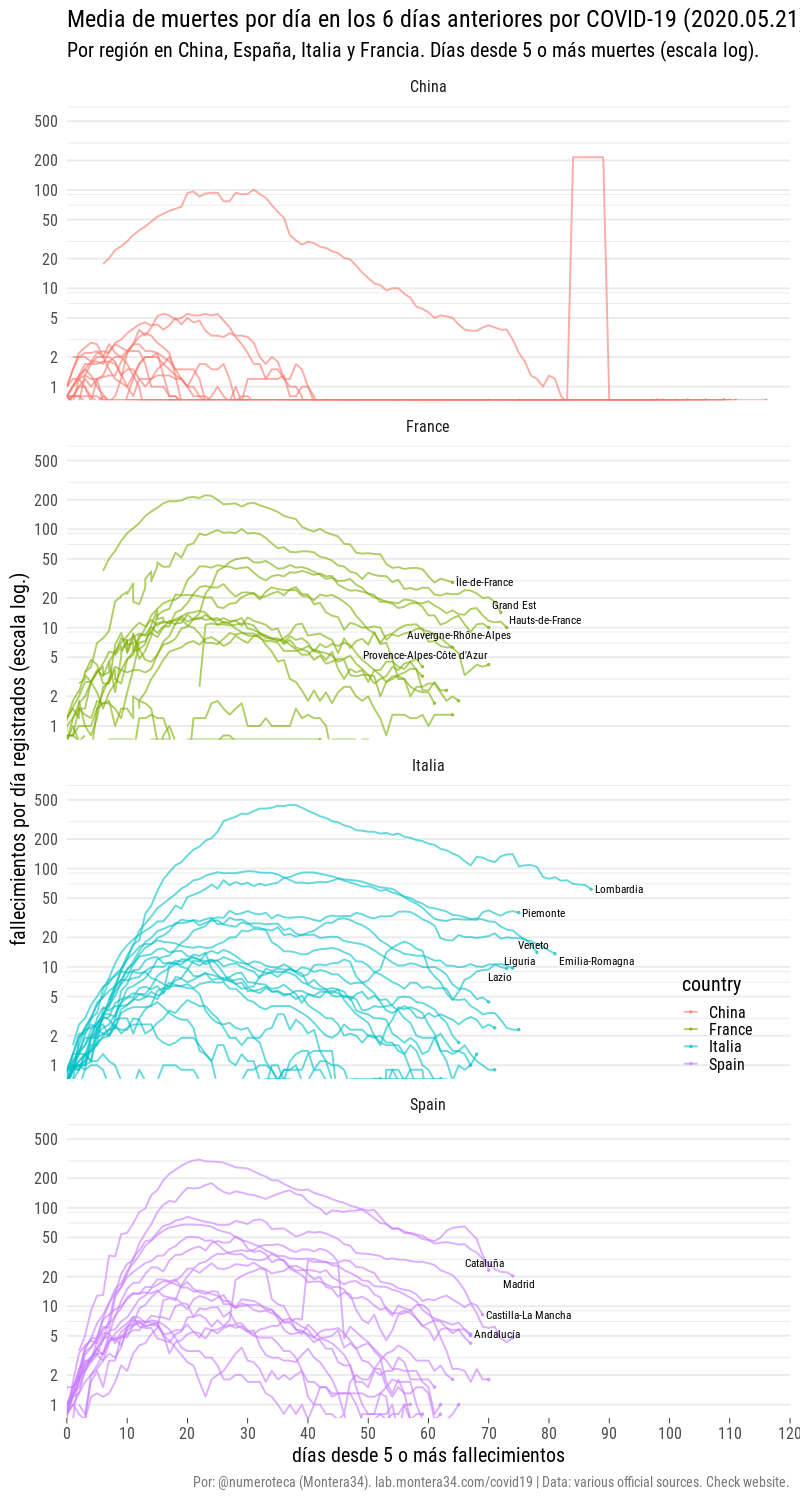 Media de muertes por día en los 6 días anteriores por COVID-19 (2020.05.21)
Por región en China, España, Italia y Francia. Días desde 5 o más muertes (escala log).
China
500
200
100
50
20
10
5
2
1
France
500
200
100
50
20
10
5
2
1
Île-de-France
Grand Est
Hauts-de-France
Auvergne-Rhône-Alpes
Provence-Alpes-Côte d'Azur
fallecimientos por día registrados (escala log.)
Italia
500
200
100
50
20
10
5
2
1
Lombardia
Piemonte
Veneto
Liguria
Emilia-Romagna
Lazio
country
China
France
Italia
Spain
Spain
500
200
100
50
20
10
5
2
1
Cataluña
Madrid
Castilla-La Mancha
Andalucía
0 10 20 30 40 50 60 70 80 90 100 110 120
días desde 5 o más fallecimientos
Por: @numeroteca (Montera34). lab.montera34.com/covid19 | Data: various official sources. Check website.